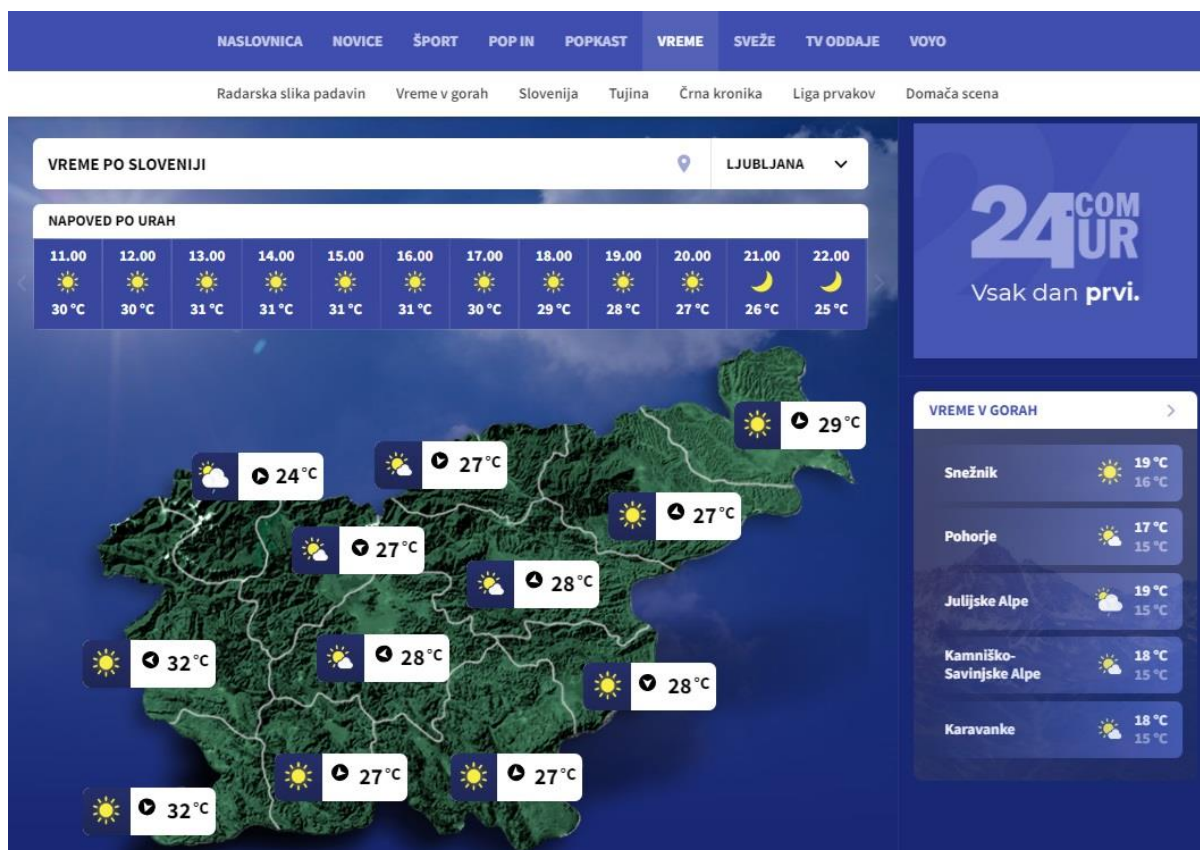 NASLOVNICA NOVICE ŠPORT POP IN POPKAST VREME SVEŽE TV ODDAJE VOYO
Radarska slika padavin Vreme v gorah Slovenija Tujina Črna kronika Liga prvakov Domača scena
VREME PO SLOVENIJI LJUBLJANA
NAPOVED PO URAH
11.00 12.00 13.00 14.00 15.00 16.00 17.00 18.00 19.00 20.00 21.00 22.00
30 °C 30 °C 31 °C 31 °C 31 °C 31 °C 30 °C 29 °C 28 °C 27 °C 26 °C 25 °C
29 °C
27 °C
24 °C
27 °C
27 °C
28 °C
28 °C
32 °C
28 °C
27 °C
27 °C
32 °C
24
COM
UR
Vsak dan prvi.
VREME V GORAH
Snežnik
19 °C
16 °C
Pohorje
17 °C
15 °C
Julijske Alpe
19 °C
15 °C
Kamniško-
Savinjske Alpe
18 °C
15 °C
Karavanke
18 °C
15 °C